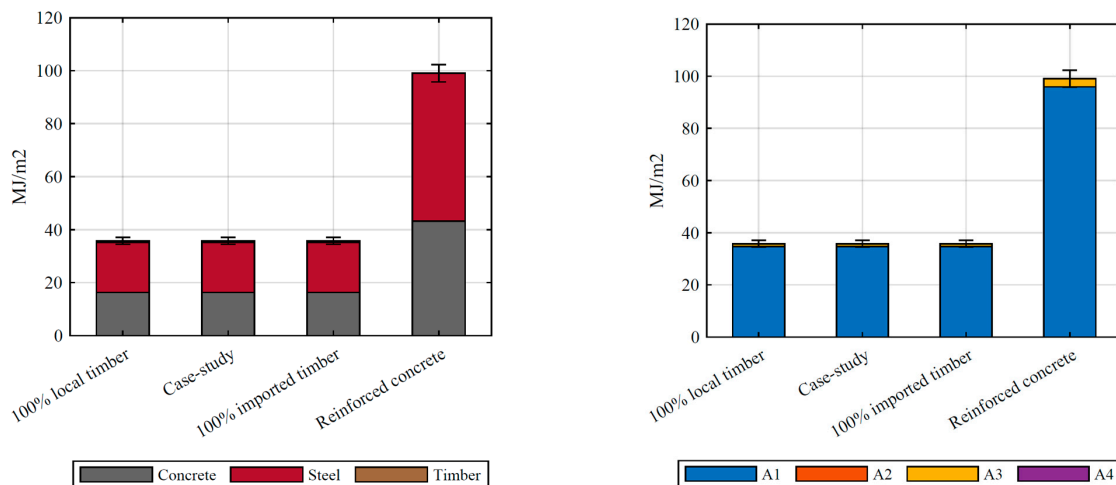 120
100
80
60
40
20
0
MJ/m2
100% local timber
Case-study
100% imported timber
Reinforced concrete
Concrete Steel Timber
120
100
80
60
40
20
0
MJ/m2
100% local timber
Case-study
100% imported timber
Reinforced concrete
A1 A2 A3 A4